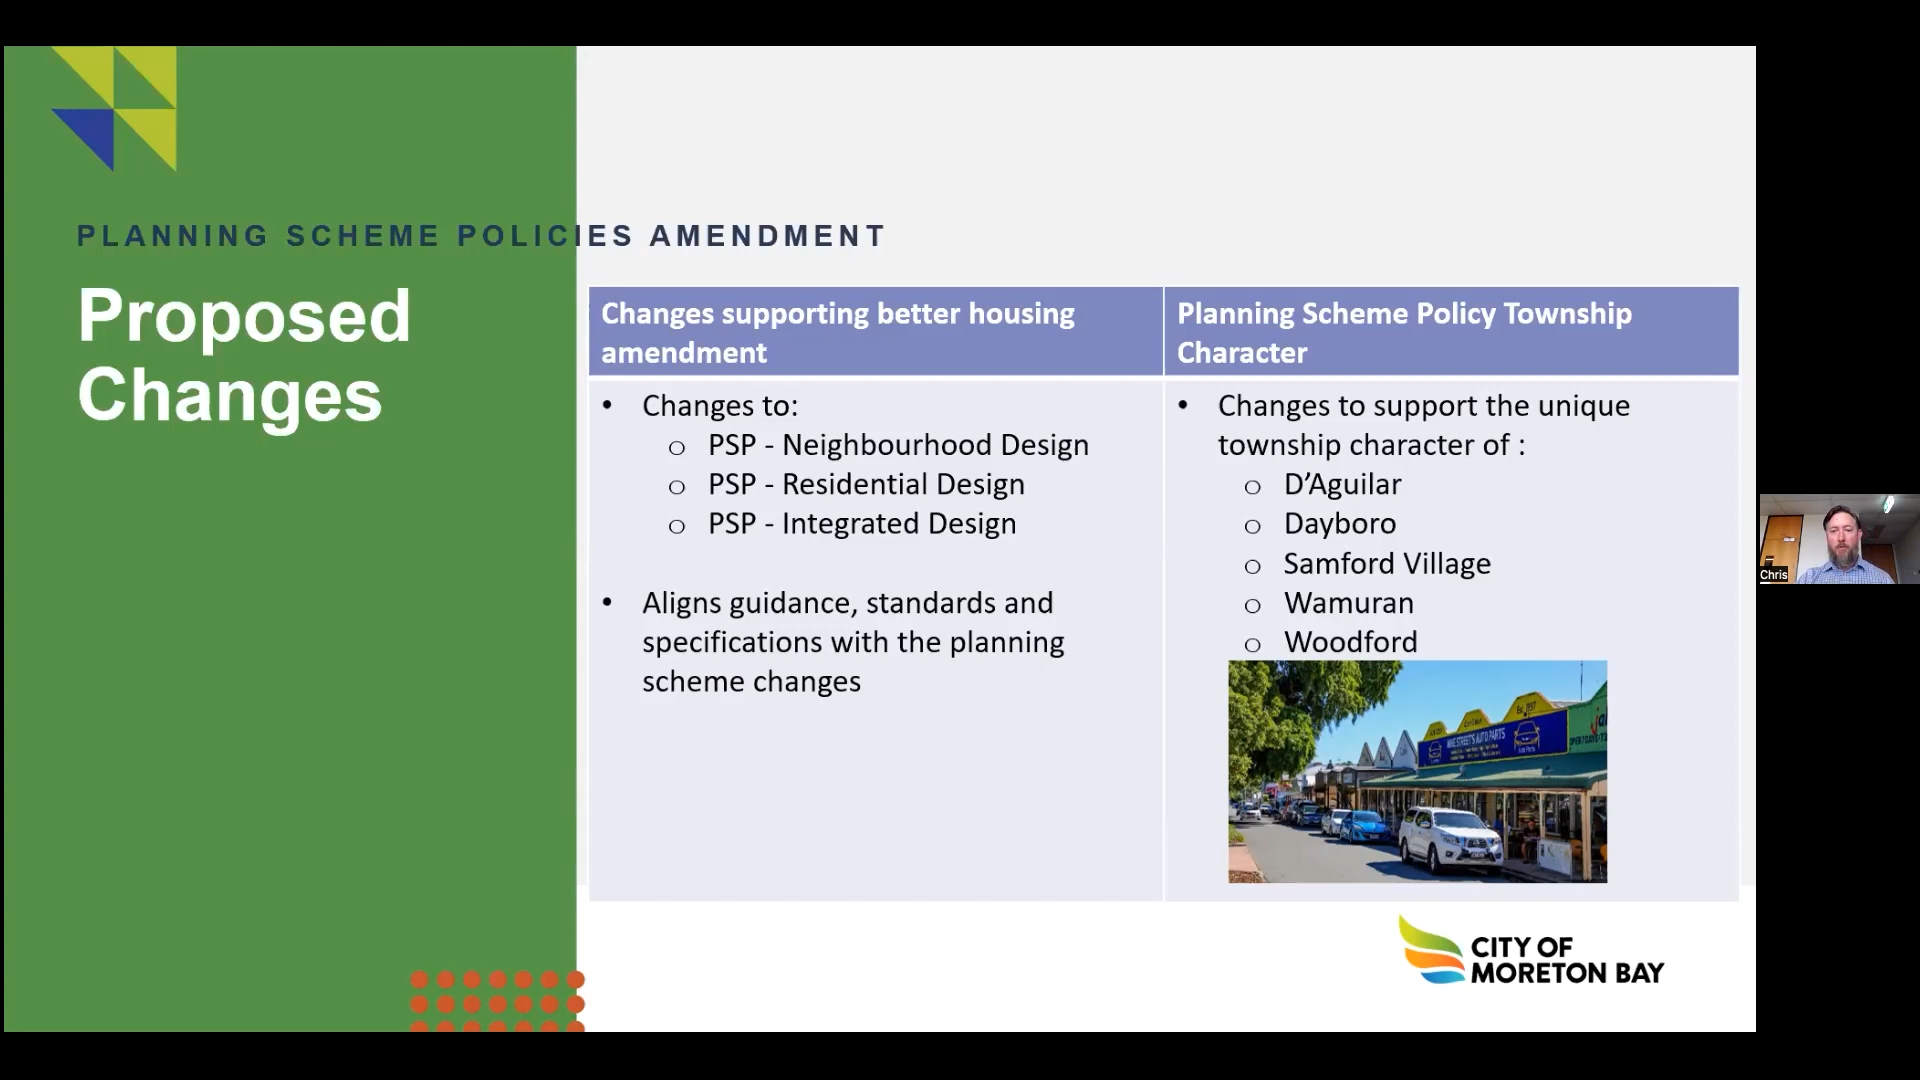 PLANNING SCHEME POLICIES AMENDMENT
Proposed
Changes
Changes supporting better housing
amendment
• Changes to:
o PSP - Neighbourhood Design
o PSP - Residential Design
o PSP - Integrated Design
• Aligns guidance, standards and
specifications with the planning
scheme changes
Planning Scheme Policy Township
Character
• Changes to support the unique
township character of :
o D’Aguilar
o Dayboro
o Samford Village
o Wamuran
o Woodford
AUTO PARTS
CITY OF
MORETON BAY
Chris